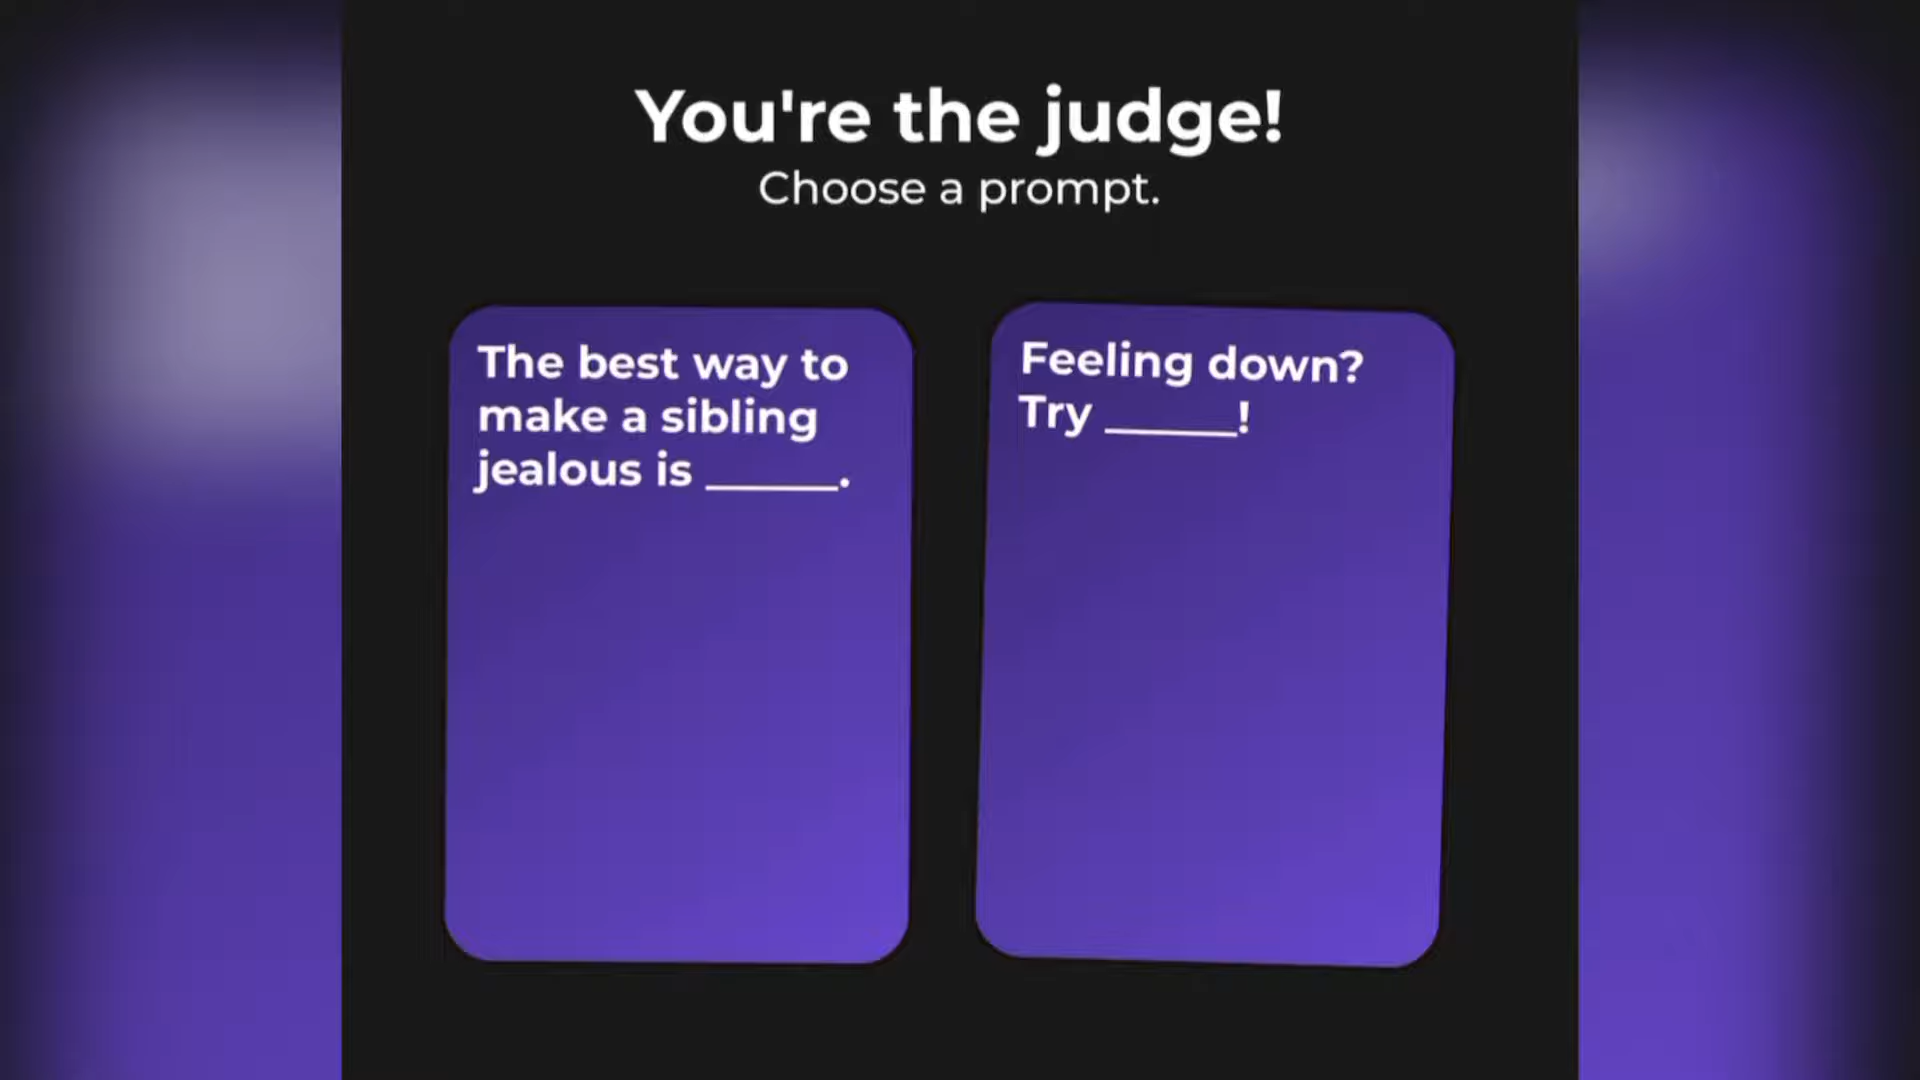 You're the judge!
Choose a prompt.
The best way to
make a sibling
jealous is ______.
Feeling down?
Try ______!